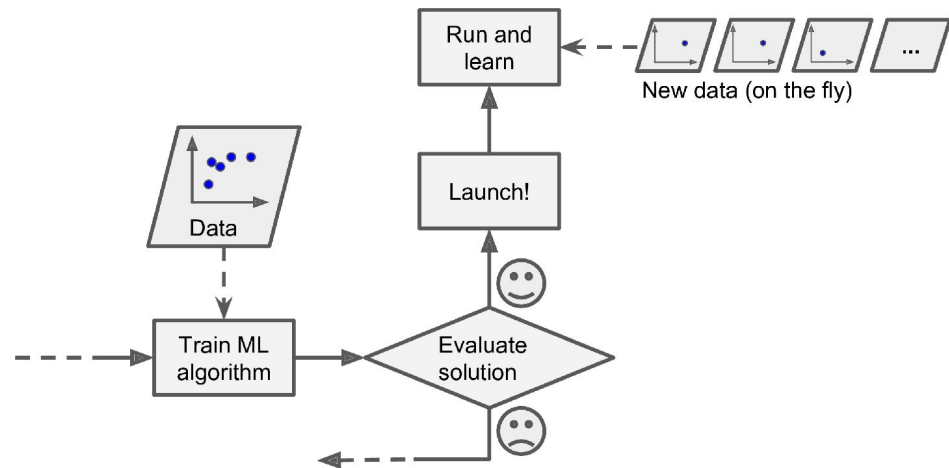 Run and
learn
...
New data (on the fly)
Launch!
Data
Train ML
algorithm
Evaluate
solution